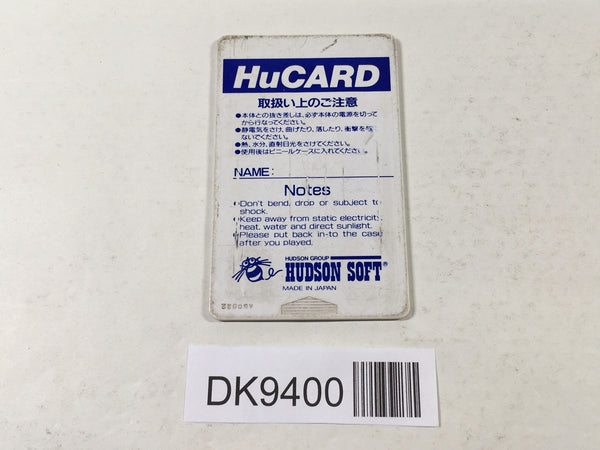 HuCARD
取扱い上のご注意
●本体との抜き差しは、必ず本体の電源を切って
から行なってください。
●静電気をさけ、曲げたり、落したり、衝撃を与え
ないでください。
●熱、水分、直射日光をさけてください。
●使用後はビニールケースに入れてください。
NAME:
Notes
●Don't bend, drop or subject to
shock.
●Keep away from static electricity,
heat, water and direct sunlight.
●Please put back in-to the case
after you played.
HUDSON GROUP
HUDSON SOFT®
MADE IN JAPAN
DK9400